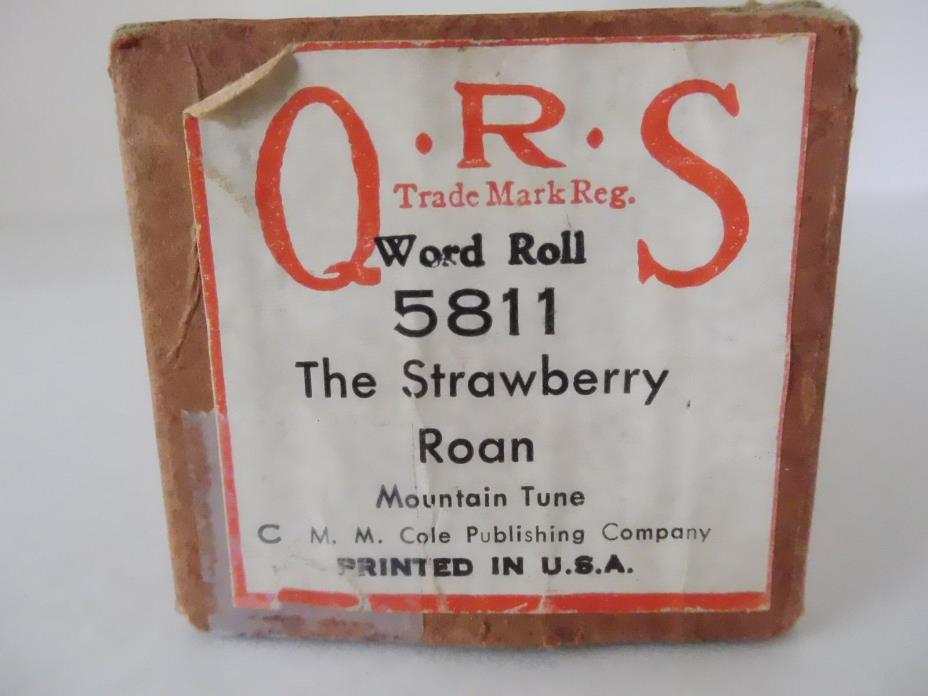 Q·R·S
Trade Mark Reg.
Word Roll
5811
The Strawberry
Roan
Mountain Tune
C M. M. Cole Publishing Company
PRINTED IN U.S.A.